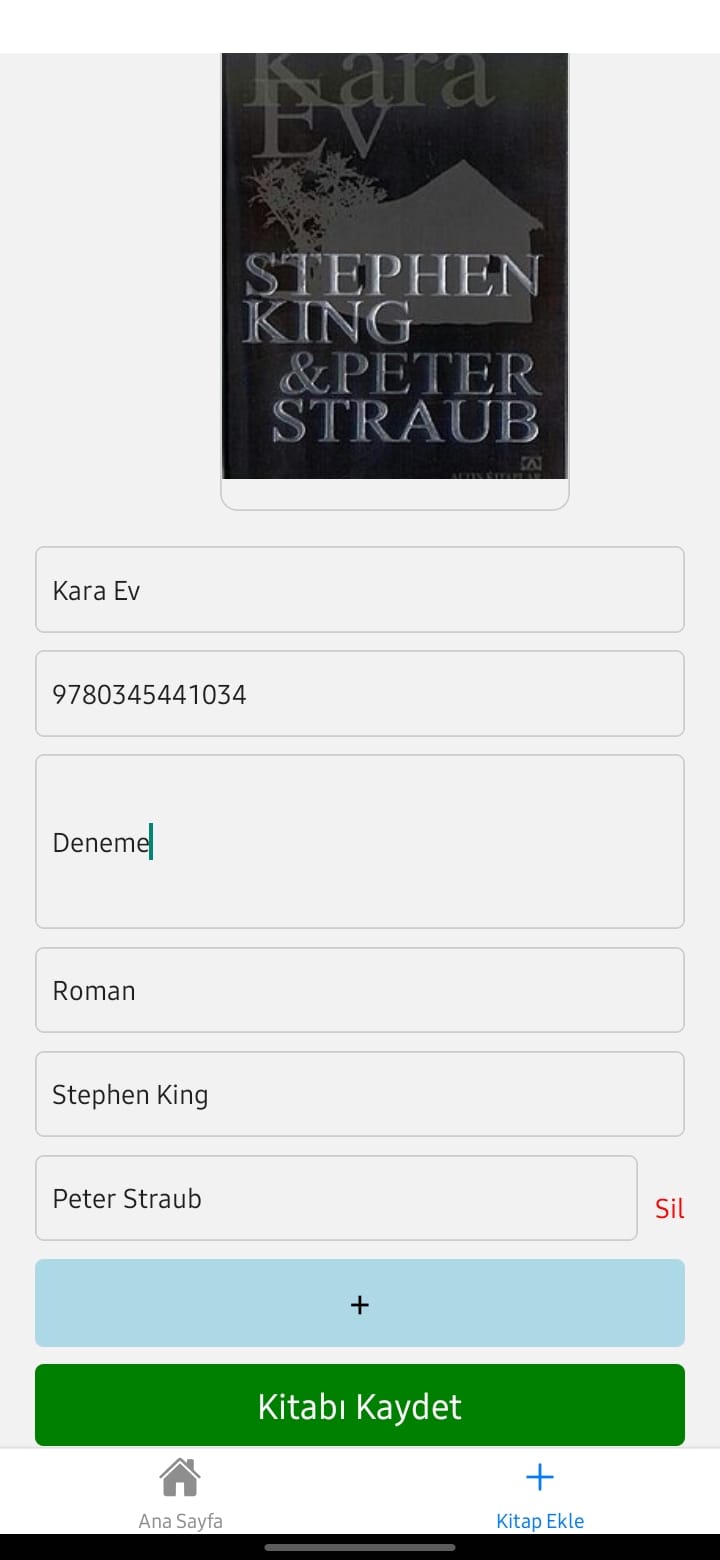 Kara
Ev
STEPHEN
KING
&PETER
STRAUB
Kara Ev
9780345441034
Deneme
Roman
Stephen King
Peter Straub
Sil
+
Kitabı Kaydet
Ana Sayfa
Kitap Ekle